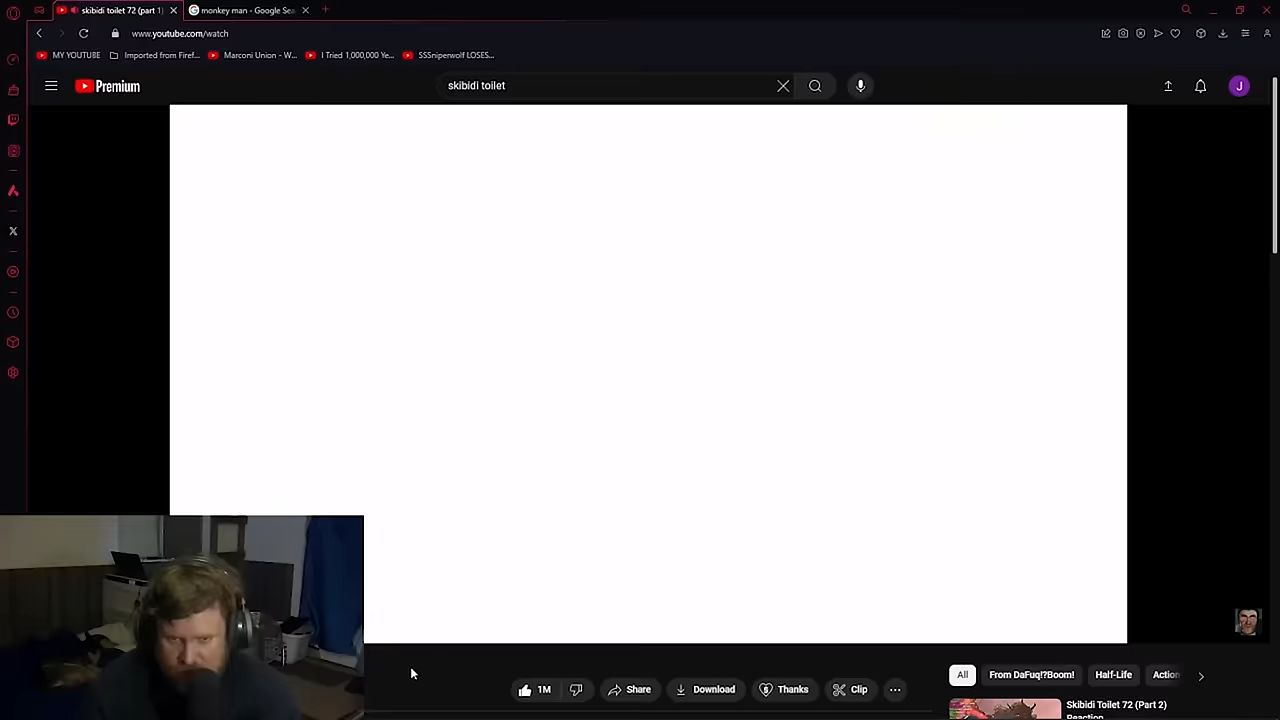 skibidi toilet 72 (part 1)
monkey man - Google Sea
www.youtube.com/watch
MY YOUTUBE
Imported from Firef...
Marconi Union - W...
I Tried 1,000,000 Ye...
SSSniperwolf LOSES...
Premium
skibidi toilet
J
1M
Share
Download
Thanks
Clip
All
From DaFuq!?Boom!
Half-Life
Action
Skibidi Toilet 72 (Part 2)
Reaction